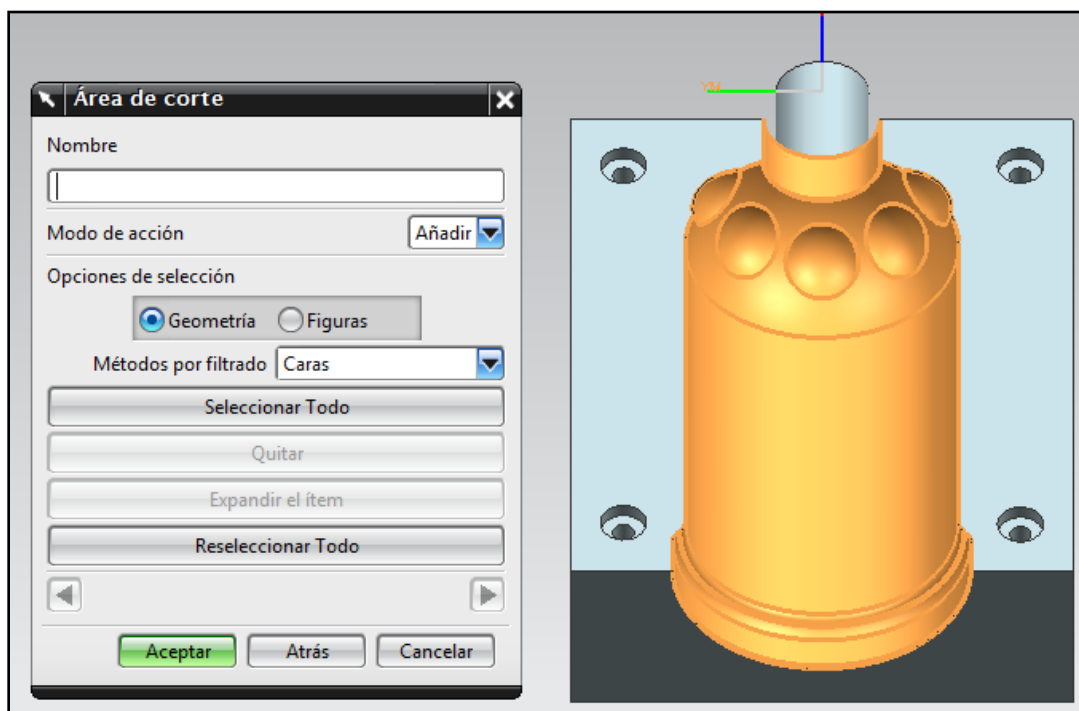 Área de corte
Nombre
Modo de acción Añadir
Opciones de selección
Geometría Figuras
Métodos por filtrado Caras
Seleccionar Todo
Quitar
Expandir el ítem
Reseleccionar Todo
Aceptar Atrás Cancelar